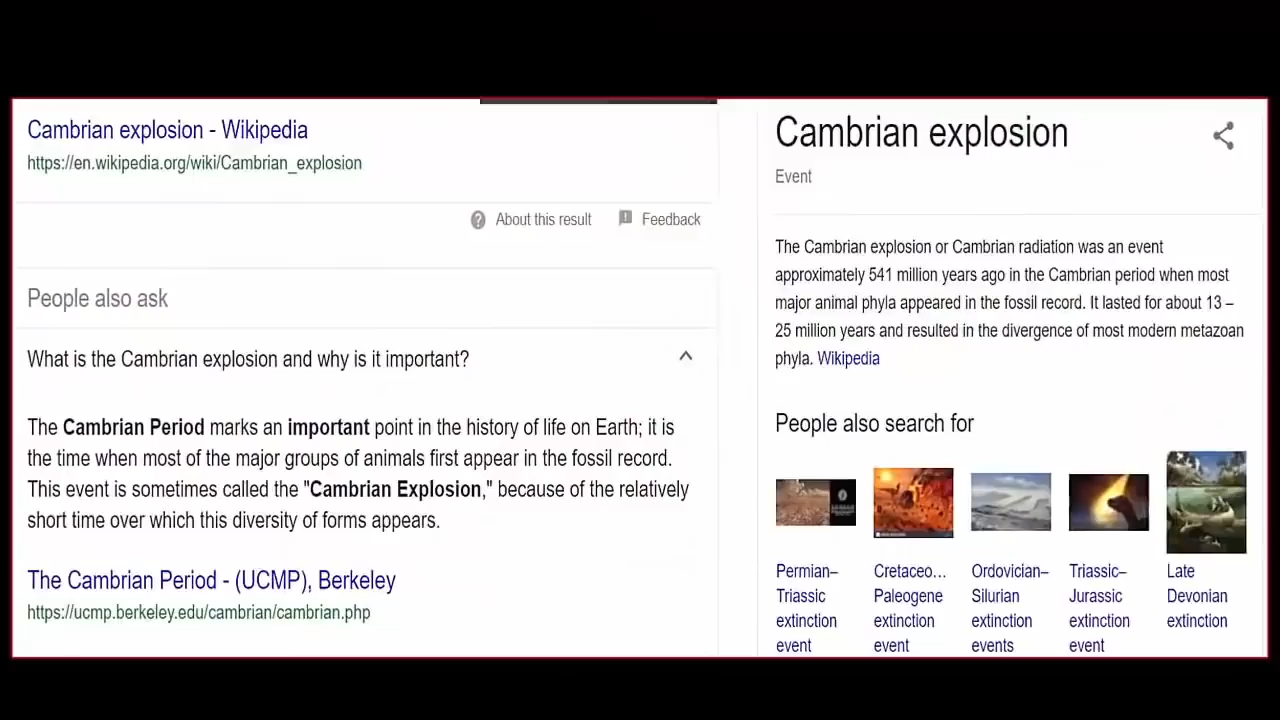 Cambrian explosion - Wikipedia
https://en.wikipedia.org/wiki/Cambrian_explosion
About this result
Feedback
People also ask
What is the Cambrian explosion and why is it important?
The Cambrian Period marks an important point in the history of life on Earth; it is
the time when most of the major groups of animals first appear in the fossil record.
This event is sometimes called the "Cambrian Explosion," because of the relatively
short time over which this diversity of forms appears.
The Cambrian Period - (UCMP), Berkeley
https://ucmp.berkeley.edu/cambrian/cambrian.php
Cambrian explosion
Event
The Cambrian explosion or Cambrian radiation was an event
approximately 541 million years ago in the Cambrian period when most
major animal phyla appeared in the fossil record. It lasted for about 13 –
25 million years and resulted in the divergence of most modern metazoan
phyla. Wikipedia
People also search for
Permian–
Triassic
extinction
event
Cretaceo...
Paleogene
extinction
event
Ordovician–
Silurian
extinction
events
Triassic–
Jurassic
extinction
event
Late
Devonian
extinction